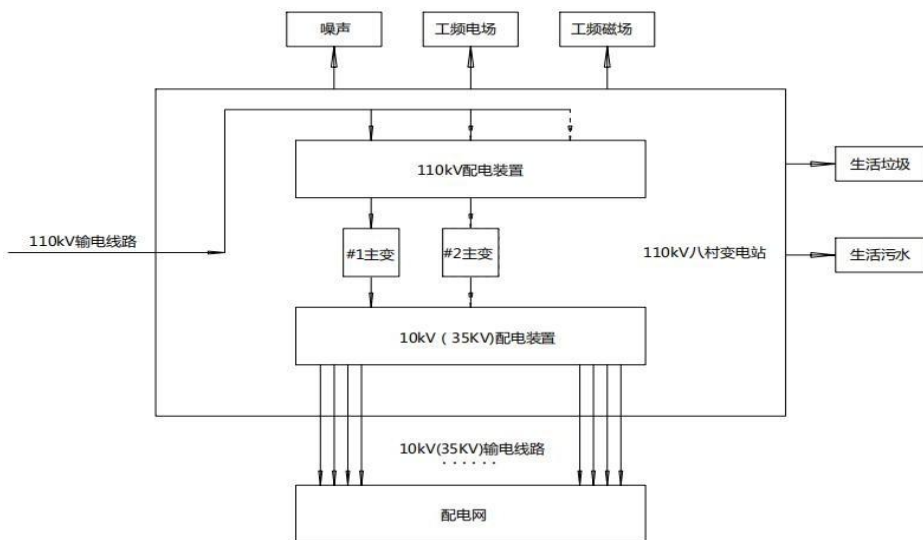 噪声
工频电场
工频磁场
110kV配电装置
生活垃圾
110kV输电线路
#1主变
#2主变
110kV八村变电站
生活污水
10kV（35KV)配电装置
10kV(35KV)输电线路
......
配电网